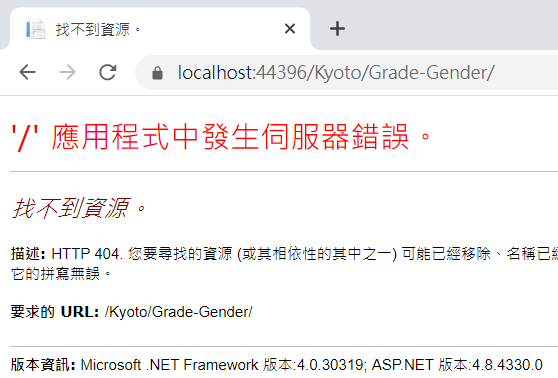 找不到資源。
localhost:44396/Kyoto/Grade-Gender/
'/' 應用程式中發生伺服器錯誤。
找不到資源。
描述: HTTP 404. 您要尋找的資源 (或其相依性的其中之一) 可能已經移除、名稱已經
它的拼寫無誤。
要求的 URL: /Kyoto/Grade-Gender/
版本資訊: Microsoft .NET Framework 版本:4.0.30319; ASP.NET 版本:4.8.4330.0